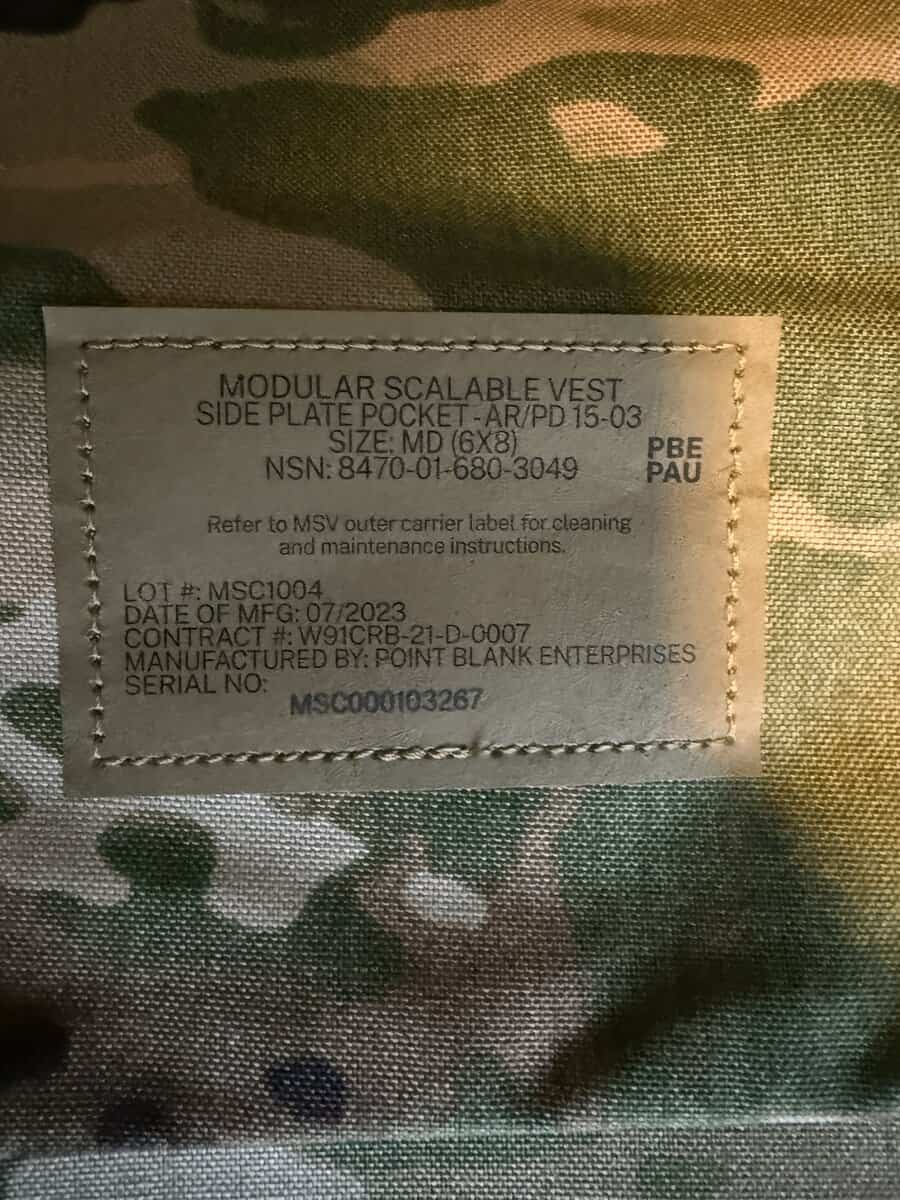 MODULAR SCALABLE VEST
SIDE PLATE POCKET - AR/PD 15-03
SIZE: MD (6X8)
NSN: 8470-01-680-3049
PBE
PAU
Refer to MSV outer carrier label for cleaning
and maintenance instructions.
LOT #: MSC1004
DATE OF MFG: 07/2023
CONTRACT #: W91CRB-21-D-0007
MANUFACTURED BY: POINT BLANK ENTERPRISES
SERIAL NO:
MSC000103267